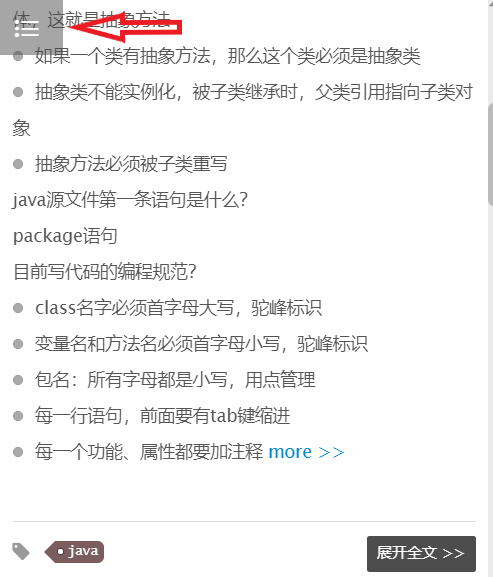 体，这就是抽象方法
如果一个类有抽象方法，那么这个类必须是抽象类
抽象类不能实例化，被子类继承时，父类引用指向子类对
象
抽象方法必须被子类重写
java源文件第一条语句是什么？
package语句
目前写代码的编程规范？
class名字必须首字母大写，驼峰标识
变量名和方法名必须首字母小写，驼峰标识
包名：所有字母都是小写，用点管理
每一行语句，前面要有tab键缩进
每一个功能、属性都要加注释 more >>
java
展开全文 >>